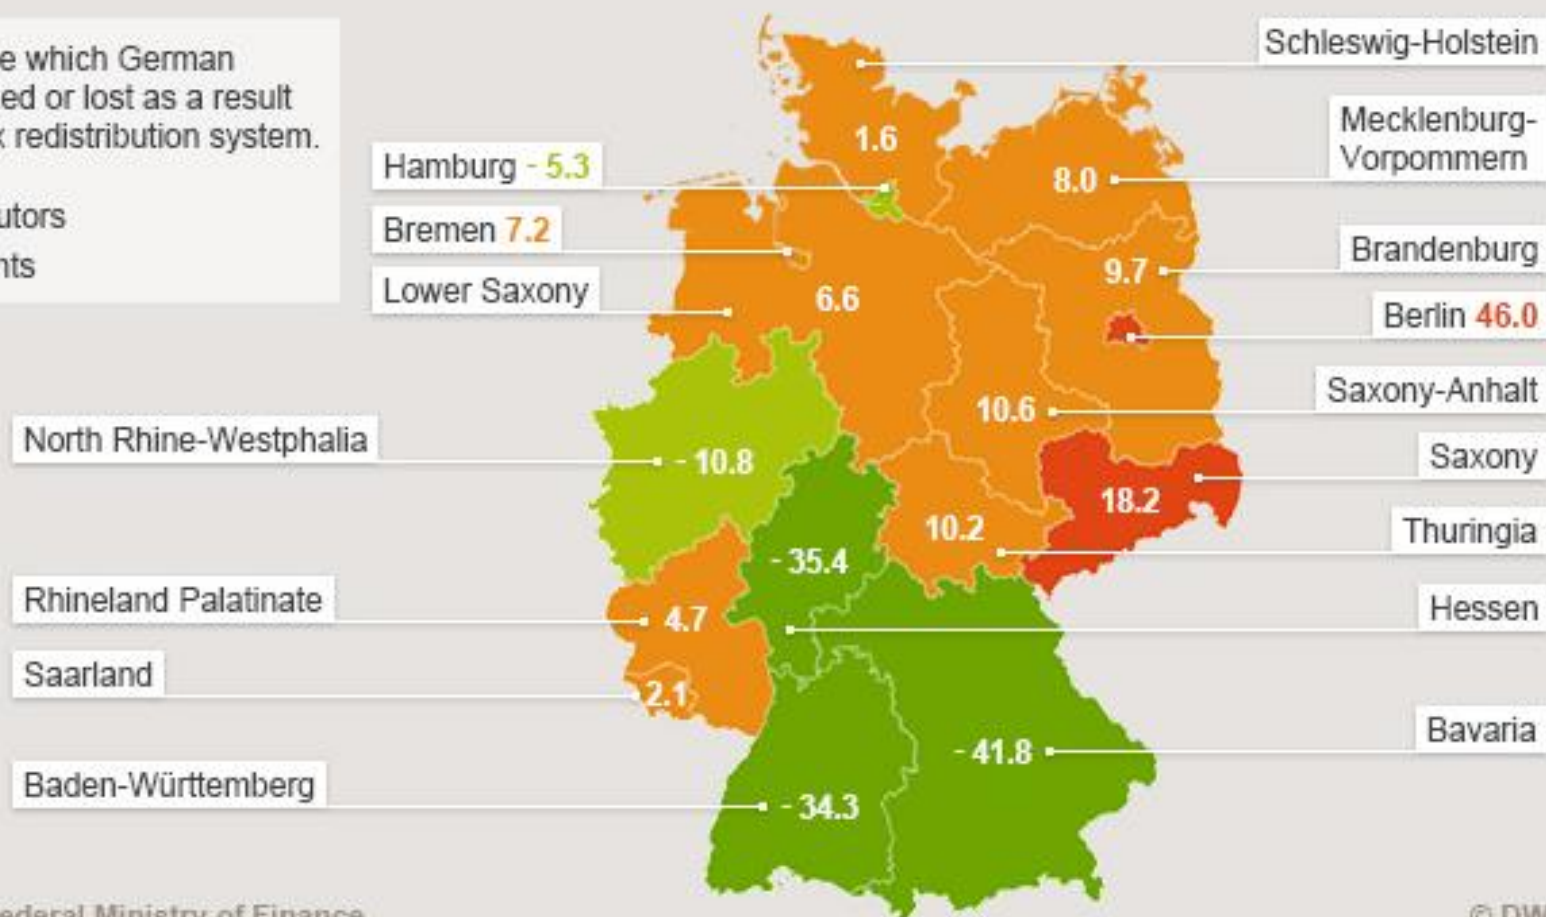 e which German
ed or lost as a result
x redistribution system.
utors
nts
Schleswig-Holstein
1.6
Mecklenburg-
Vorpommern
8.0
Hamburg - 5.3
Bremen 7.2
Lower Saxony
6.6
Brandenburg
9.7
Berlin 46.0
Saxony-Anhalt
10.6
North Rhine-Westphalia
- 10.8
Saxony
18.2
Thuringia
10.2
Hessen
- 35.4
Rhineland Palatinate
4.7
Saarland
2.1
Bavaria
- 41.8
Baden-Württemberg
- 34.3
ederal Ministry of Finance
© DW